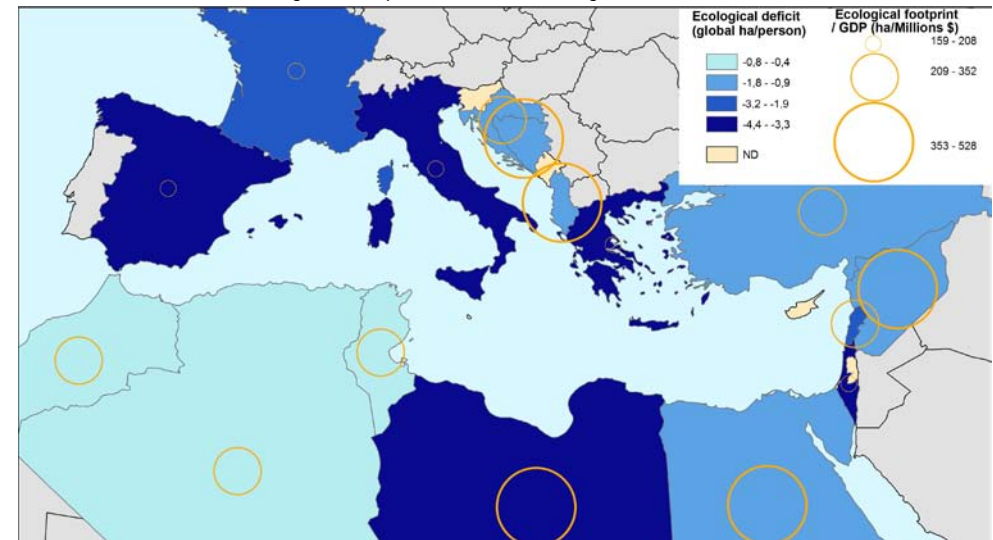 Ecological deficit
(global ha/person)
-0,8 - -0,4
-1,8 - -0,9
-3,2 - -1,9
-4,4 - -3,3
ND
Ecological footprint
/ GDP (ha/Millions $)
159 - 208
209 - 352
353 - 528